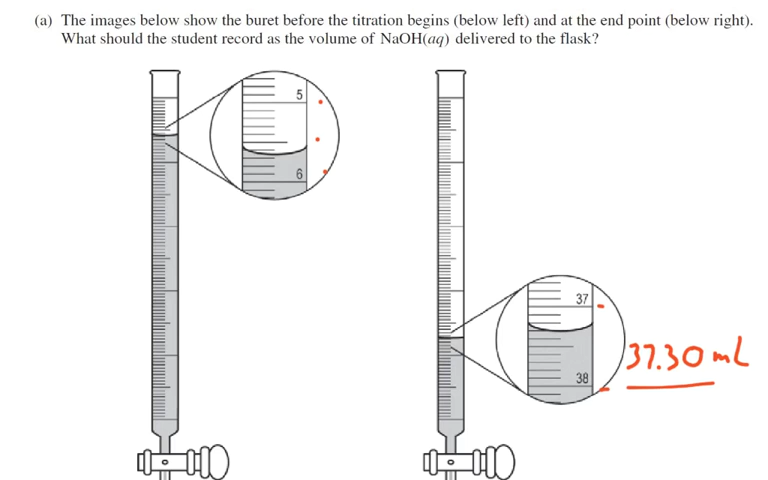 (a) The images below show the buret before the titration begins (below left) and at the end point (below right).
What should the student record as the volume of NaOH(aq) delivered to the flask?
5
6
37
38
37.30 mL